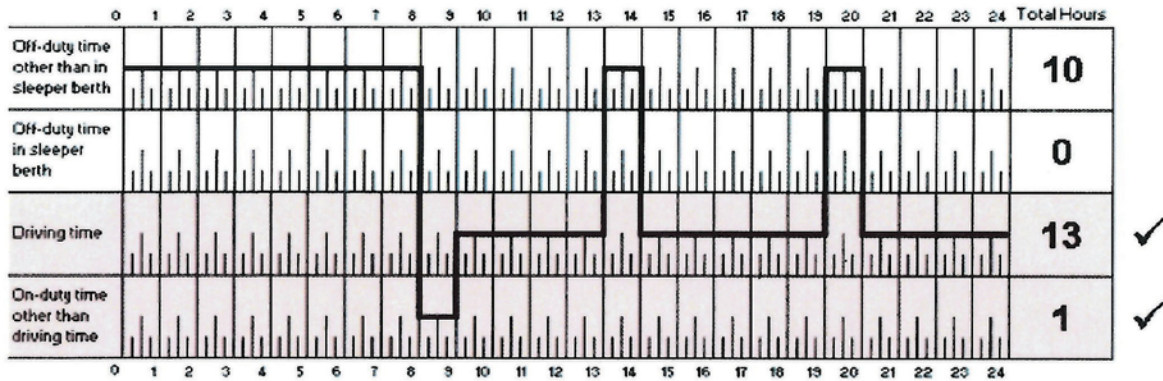 0 1 2 3 4 5 6 7 8 9 10 11 12 13 14 15 16 17 18 19 20 21 22 23 24 Total Hours
Off-duty time
other than in
sleeper berth
10
Off-duty time
in sleeper
berth
0
Driving time
13 ✓
On-duty time
other than
driving time
1 ✓
0 1 2 3 4 5 6 7 8 9 10 11 12 13 14 15 16 17 18 19 20 21 22 23 24